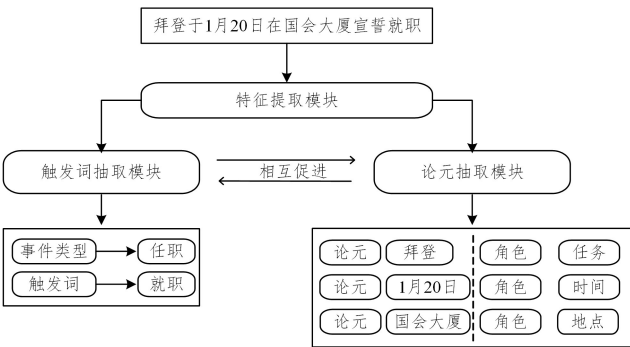 拜登于1月20日在国会大厦宣誓就职
特征提取模块
触发词抽取模块
相互促进
论元抽取模块
事件类型 任职
触发词 就职
论元 拜登 角色 任务
论元 1月20日 角色 时间
论元 国会大厦 角色 地点